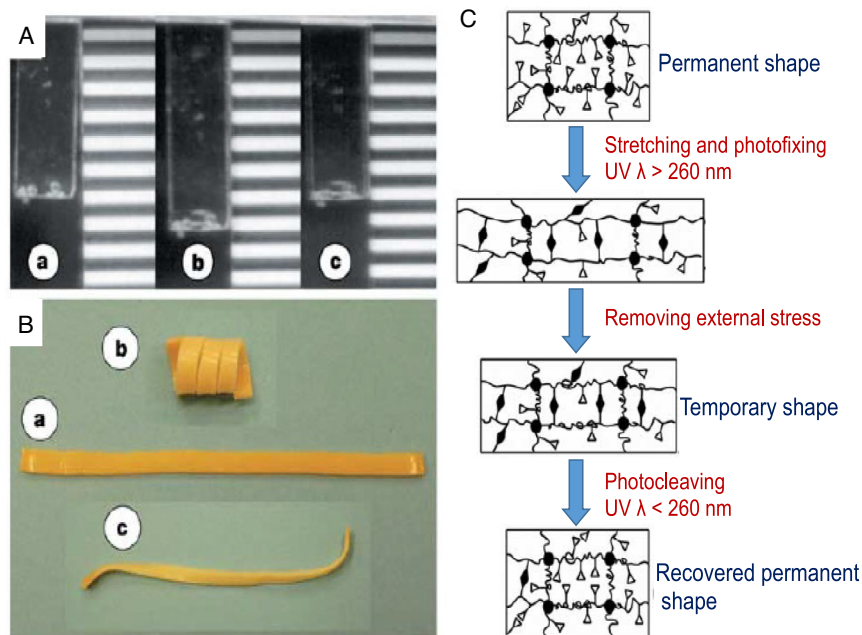 A
a
b
c
B
b
a
c
C
Permanent shape
Stretching and photofixing
UV λ > 260 nm
Removing external stress
Temporary shape
Photocleaving
UV λ < 260 nm
Recovered permanent
shape